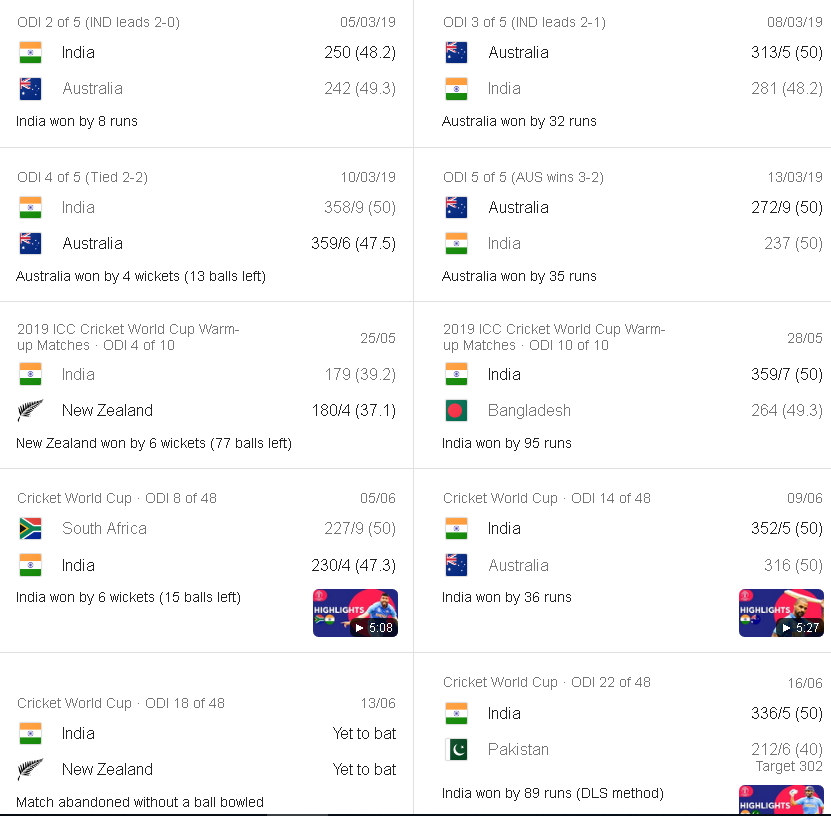 ODI 2 of 5 (IND leads 2-0) 05/03/19
India 250 (48.2)
Australia 242 (49.3)
India won by 8 runs
ODI 3 of 5 (IND leads 2-1) 08/03/19
Australia 313/5 (50)
India 281 (48.2)
Australia won by 32 runs
ODI 4 of 5 (Tied 2-2) 10/03/19
India 358/9 (50)
Australia 359/6 (47.5)
Australia won by 4 wickets (13 balls left)
ODI 5 of 5 (AUS wins 3-2) 13/03/19
Australia 272/9 (50)
India 237 (50)
Australia won by 35 runs
2019 ICC Cricket World Cup Warm-
up Matches · ODI 4 of 10 25/05
India 179 (39.2)
New Zealand 180/4 (37.1)
New Zealand won by 6 wickets (77 balls left)
2019 ICC Cricket World Cup Warm-
up Matches · ODI 10 of 10 28/05
India 359/7 (50)
Bangladesh 264 (49.3)
India won by 95 runs
Cricket World Cup · ODI 8 of 48 05/06
South Africa 227/9 (50)
India 230/4 (47.3)
India won by 6 wickets (15 balls left)
HIGHLIGHTS
5:08
Cricket World Cup · ODI 14 of 48 09/06
India 352/5 (50)
Australia 316 (50)
India won by 36 runs
HIGHLIGHTS
5:27
Cricket World Cup · ODI 18 of 48 13/06
India Yet to bat
New Zealand Yet to bat
Match abandoned without a ball bowled
Cricket World Cup · ODI 22 of 48 16/06
India 336/5 (50)
Pakistan 212/6 (40)
Target 302
India won by 89 runs (DLS method)
HIGHLIGHTS